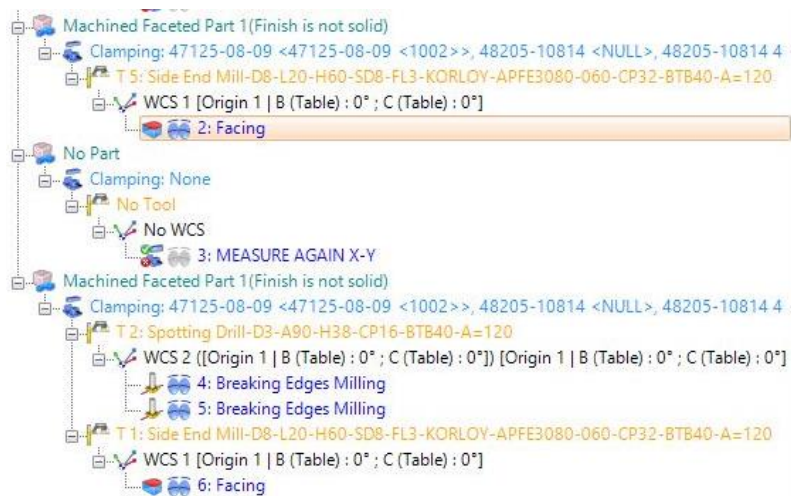 Machined Faceted Part 1(Finish is not solid)
Clamping: 47125-08-09 <47125-08-09 <1002>>, 48205-10814 <NULL>, 48205-10814 4
T 5: Side End Mill-D8-L20-H60-SD8-FL3-KORLOY-APFE3080-060-CP32-BTB40-A=120
WCS 1 [Origin 1 | B (Table) : 0° ; C (Table) : 0°]
2: Facing
No Part
Clamping: None
No Tool
No WCS
3: MEASURE AGAIN X-Y
Machined Faceted Part 1(Finish is not solid)
Clamping: 47125-08-09 <47125-08-09 <1002>>, 48205-10814 <NULL>, 48205-10814 4
T 2: Spotting Drill-D3-A90-H38-CP16-BTB40-A=120
WCS 2 ([Origin 1 | B (Table) : 0° ; C (Table) : 0°]) [Origin 1 | B (Table) : 0° ; C (Table) : 0°]
4: Breaking Edges Milling
5: Breaking Edges Milling
T 1: Side End Mill-D8-L20-H60-SD8-FL3-KORLOY-APFE3080-060-CP32-BTB40-A=120
WCS 1 [Origin 1 | B (Table) : 0° ; C (Table) : 0°]
6: Facing